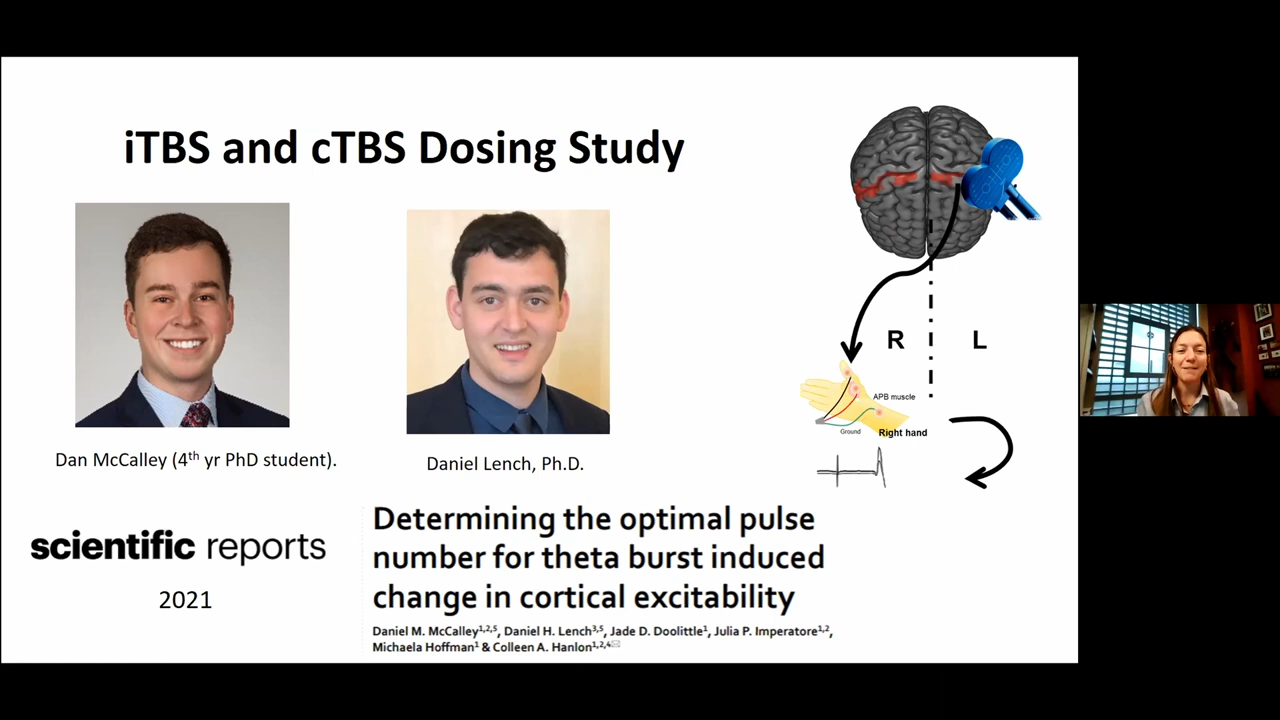 iTBS and cTBS Dosing Study
Dan McCalley (4th yr PhD student).
Daniel Lench, Ph.D.
R
L
APB muscle
Ground
Right hand
scientific reports
2021
Determining the optimal pulse
number for theta burst induced
change in cortical excitability
Daniel M. McCalley1,2,5, Daniel H. Lench3,5, Jade D. Doolittle1, Julia P. Imperatore1,2,
Michaela Hoffman1 & Colleen A. Hanlon1,2,4✉